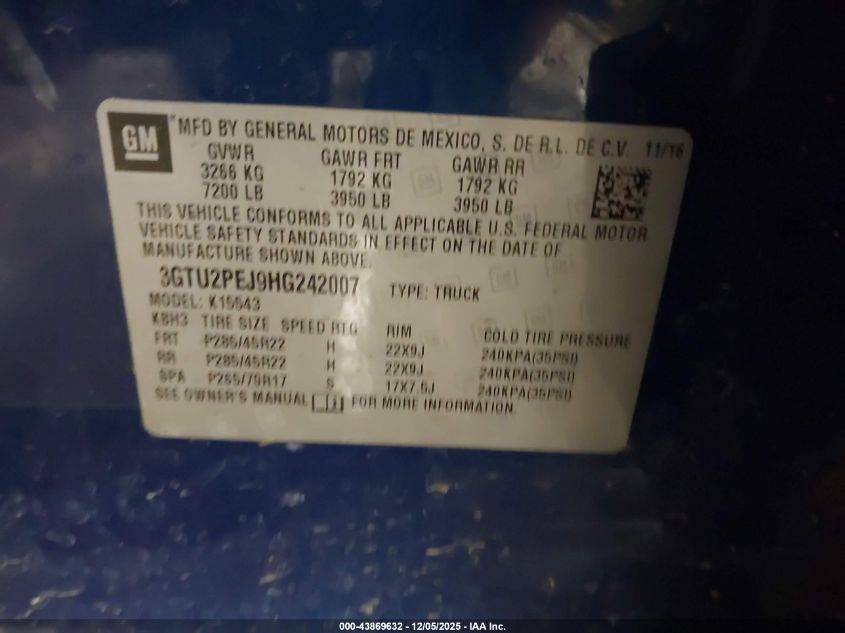 GM
MFD BY GENERAL MOTORS DE MEXICO, S. DE R.L. DE C.V. 11/16
GVWR GAWR FRT GAWR RR
3266 KG 1792 KG 1792 KG
7200 LB 3950 LB 3950 LB
THIS VEHICLE CONFORMS TO ALL APPLICABLE U.S. FEDERAL MOTOR
VEHICLE SAFETY STANDARDS IN EFFECT ON THE DATE OF
MANUFACTURE SHOWN ABOVE.
3GTU2PEJ9HG242007 TYPE: TRUCK
MODEL: K15543
K8H3 TIRE SIZE SPEED RTG RIM COLD TIRE PRESSURE
FRT P285/45R22 H 22X9J 240KPA(35PSI)
RR P285/45R22 H 22X9J 240KPA(35PSI)
SPA P265/70R17 S 17X7.5J 240KPA(35PSI)
SEE OWNER'S MANUAL FOR MORE INFORMATION.
000-43869632 - 12/05/2025 - IAA Inc.